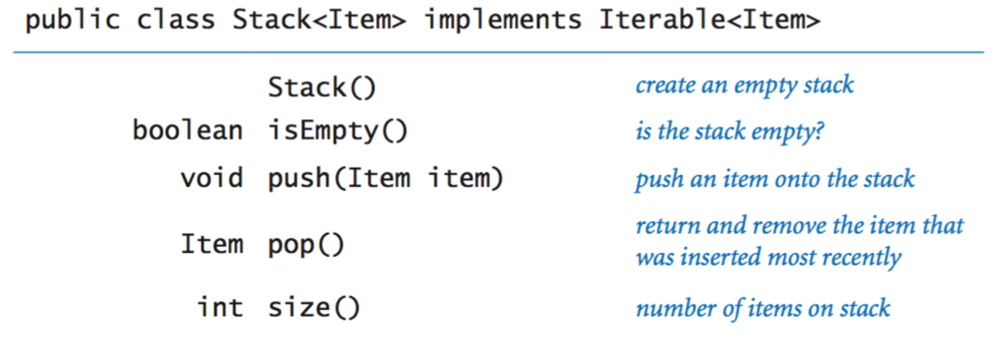 public class Stack<Item> implements Iterable<Item>
Stack() create an empty stack
boolean isEmpty() is the stack empty?
void push(Item item) push an item onto the stack
Item pop() return and remove the item that
was inserted most recently
int size() number of items on stack